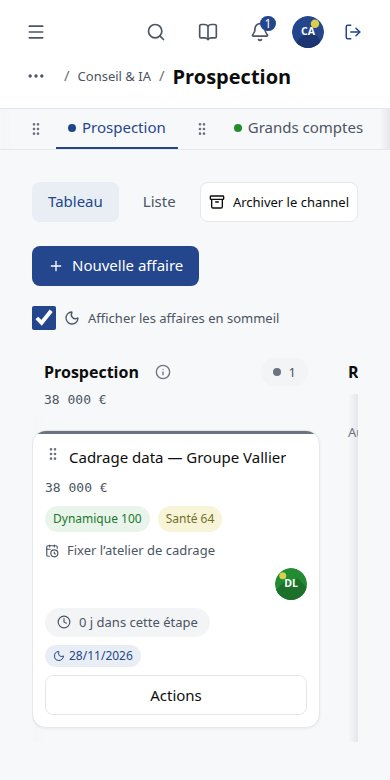 1
CA
... / Conseil & IA / Prospection
Prospection
Grands comptes
Tableau
Liste
Archiver le channel
+ Nouvelle affaire
Afficher les affaires en sommeil
Prospection
1
R
38 000 €
Au
Cadrage data — Groupe Vallier
38 000 €
Dynamique 100
Santé 64
Fixer l’atelier de cadrage
DL
0 j dans cette étape
28/11/2026
Actions